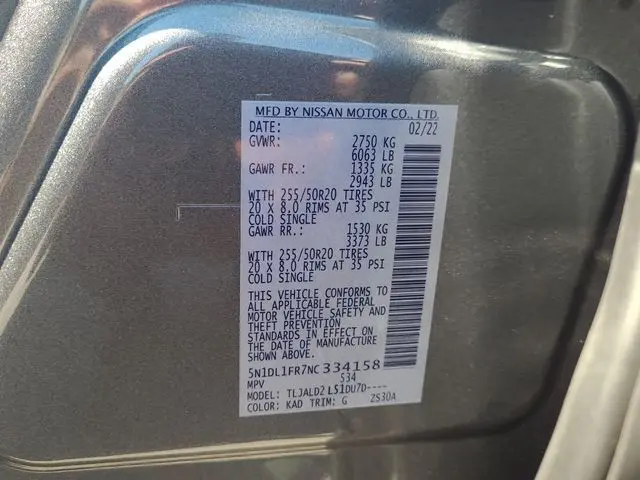 MFD BY NISSAN MOTOR CO., LTD.
DATE: 02/22
GVWR: 2750 KG
6063 LB
GAWR FR.: 1335 KG
2943 LB
WITH 255/50R20 TIRES
20 X 8.0 RIMS AT 35 PSI
COLD SINGLE
GAWR RR.: 1530 KG
3373 LB
WITH 255/50R20 TIRES
20 X 8.0 RIMS AT 35 PSI
COLD SINGLE
THIS VEHICLE CONFORMS TO
ALL APPLICABLE FEDERAL
MOTOR VEHICLE SAFETY AND
THEFT PREVENTION
STANDARDS IN EFFECT ON
THE DATE OF MANUFACTURE
SHOWN ABOVE.
5N1DL1FR7NC334158
MPV 534
MODEL: TLJALD2 LS1DU7D----
COLOR: KAD TRIM: G ZS30A